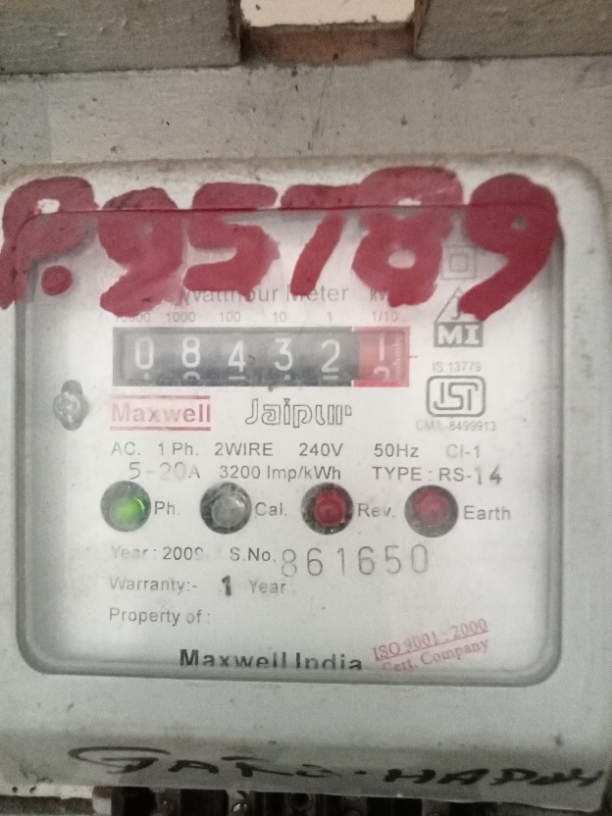 P.95789
Watthour Meter kWh
10000 1000 100 10 1 1/10
0 8 4 3 2 1
MI
IS:13779
ISI
CM/L-8499913
Maxwell Jaipur
AC. 1 Ph. 2WIRE 240V 50Hz Cl-1
5-20A 3200 Imp/kWh TYPE : RS-14
Ph. Cal. Rev. Earth
Year : 2009 S.No. 861650
Warranty:- 1 Year
Property of :
Maxwell India
ISO 9001 : 2000
Cert. Company